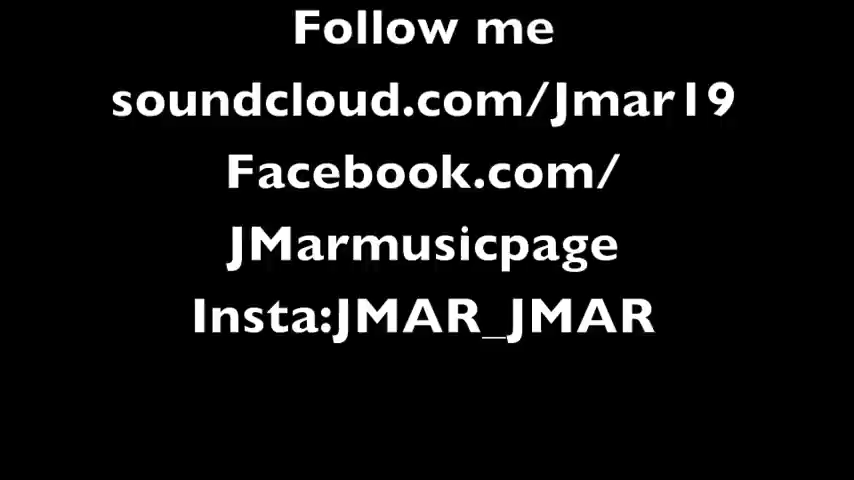 Follow me
soundcloud.com/Jmar19
Facebook.com/
JMarmusicpage
Insta:JMAR_JMAR